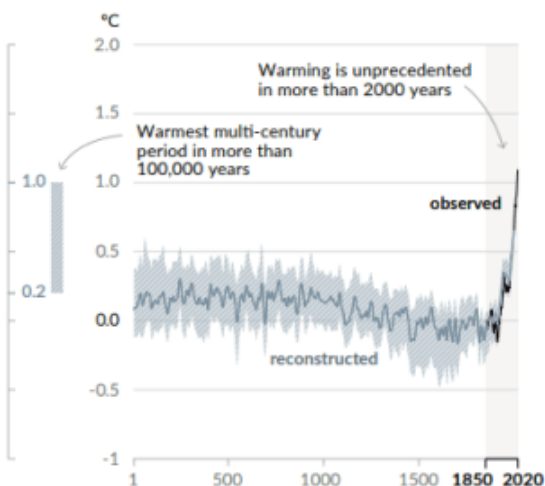 °C
2.0
Warming is unprecedented
in more than 2000 years
1.5
Warmest multi-century
period in more than
100,000 years
1.0
1.0
observed
0.5
0.2
0.0
reconstructed
-0.5
-1
1
500
1000
1500
1850
2020